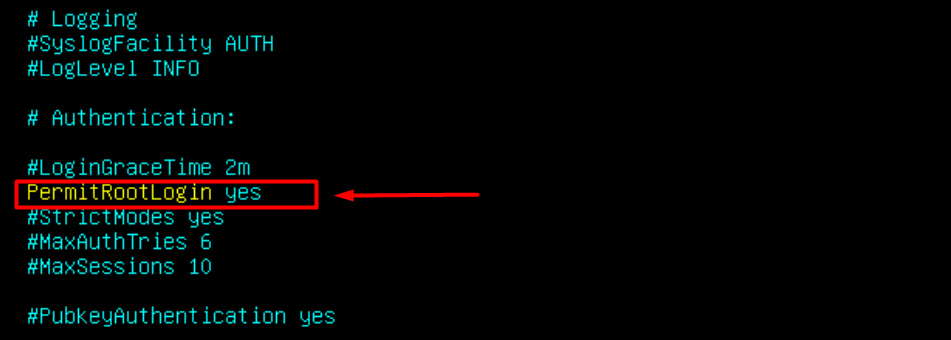 # Logging
#SyslogFacility AUTH
#LogLevel INFO
# Authentication:
#LoginGraceTime 2m
PermitRootLogin yes
#StrictModes yes
#MaxAuthTries 6
#MaxSessions 10
#PubkeyAuthentication yes